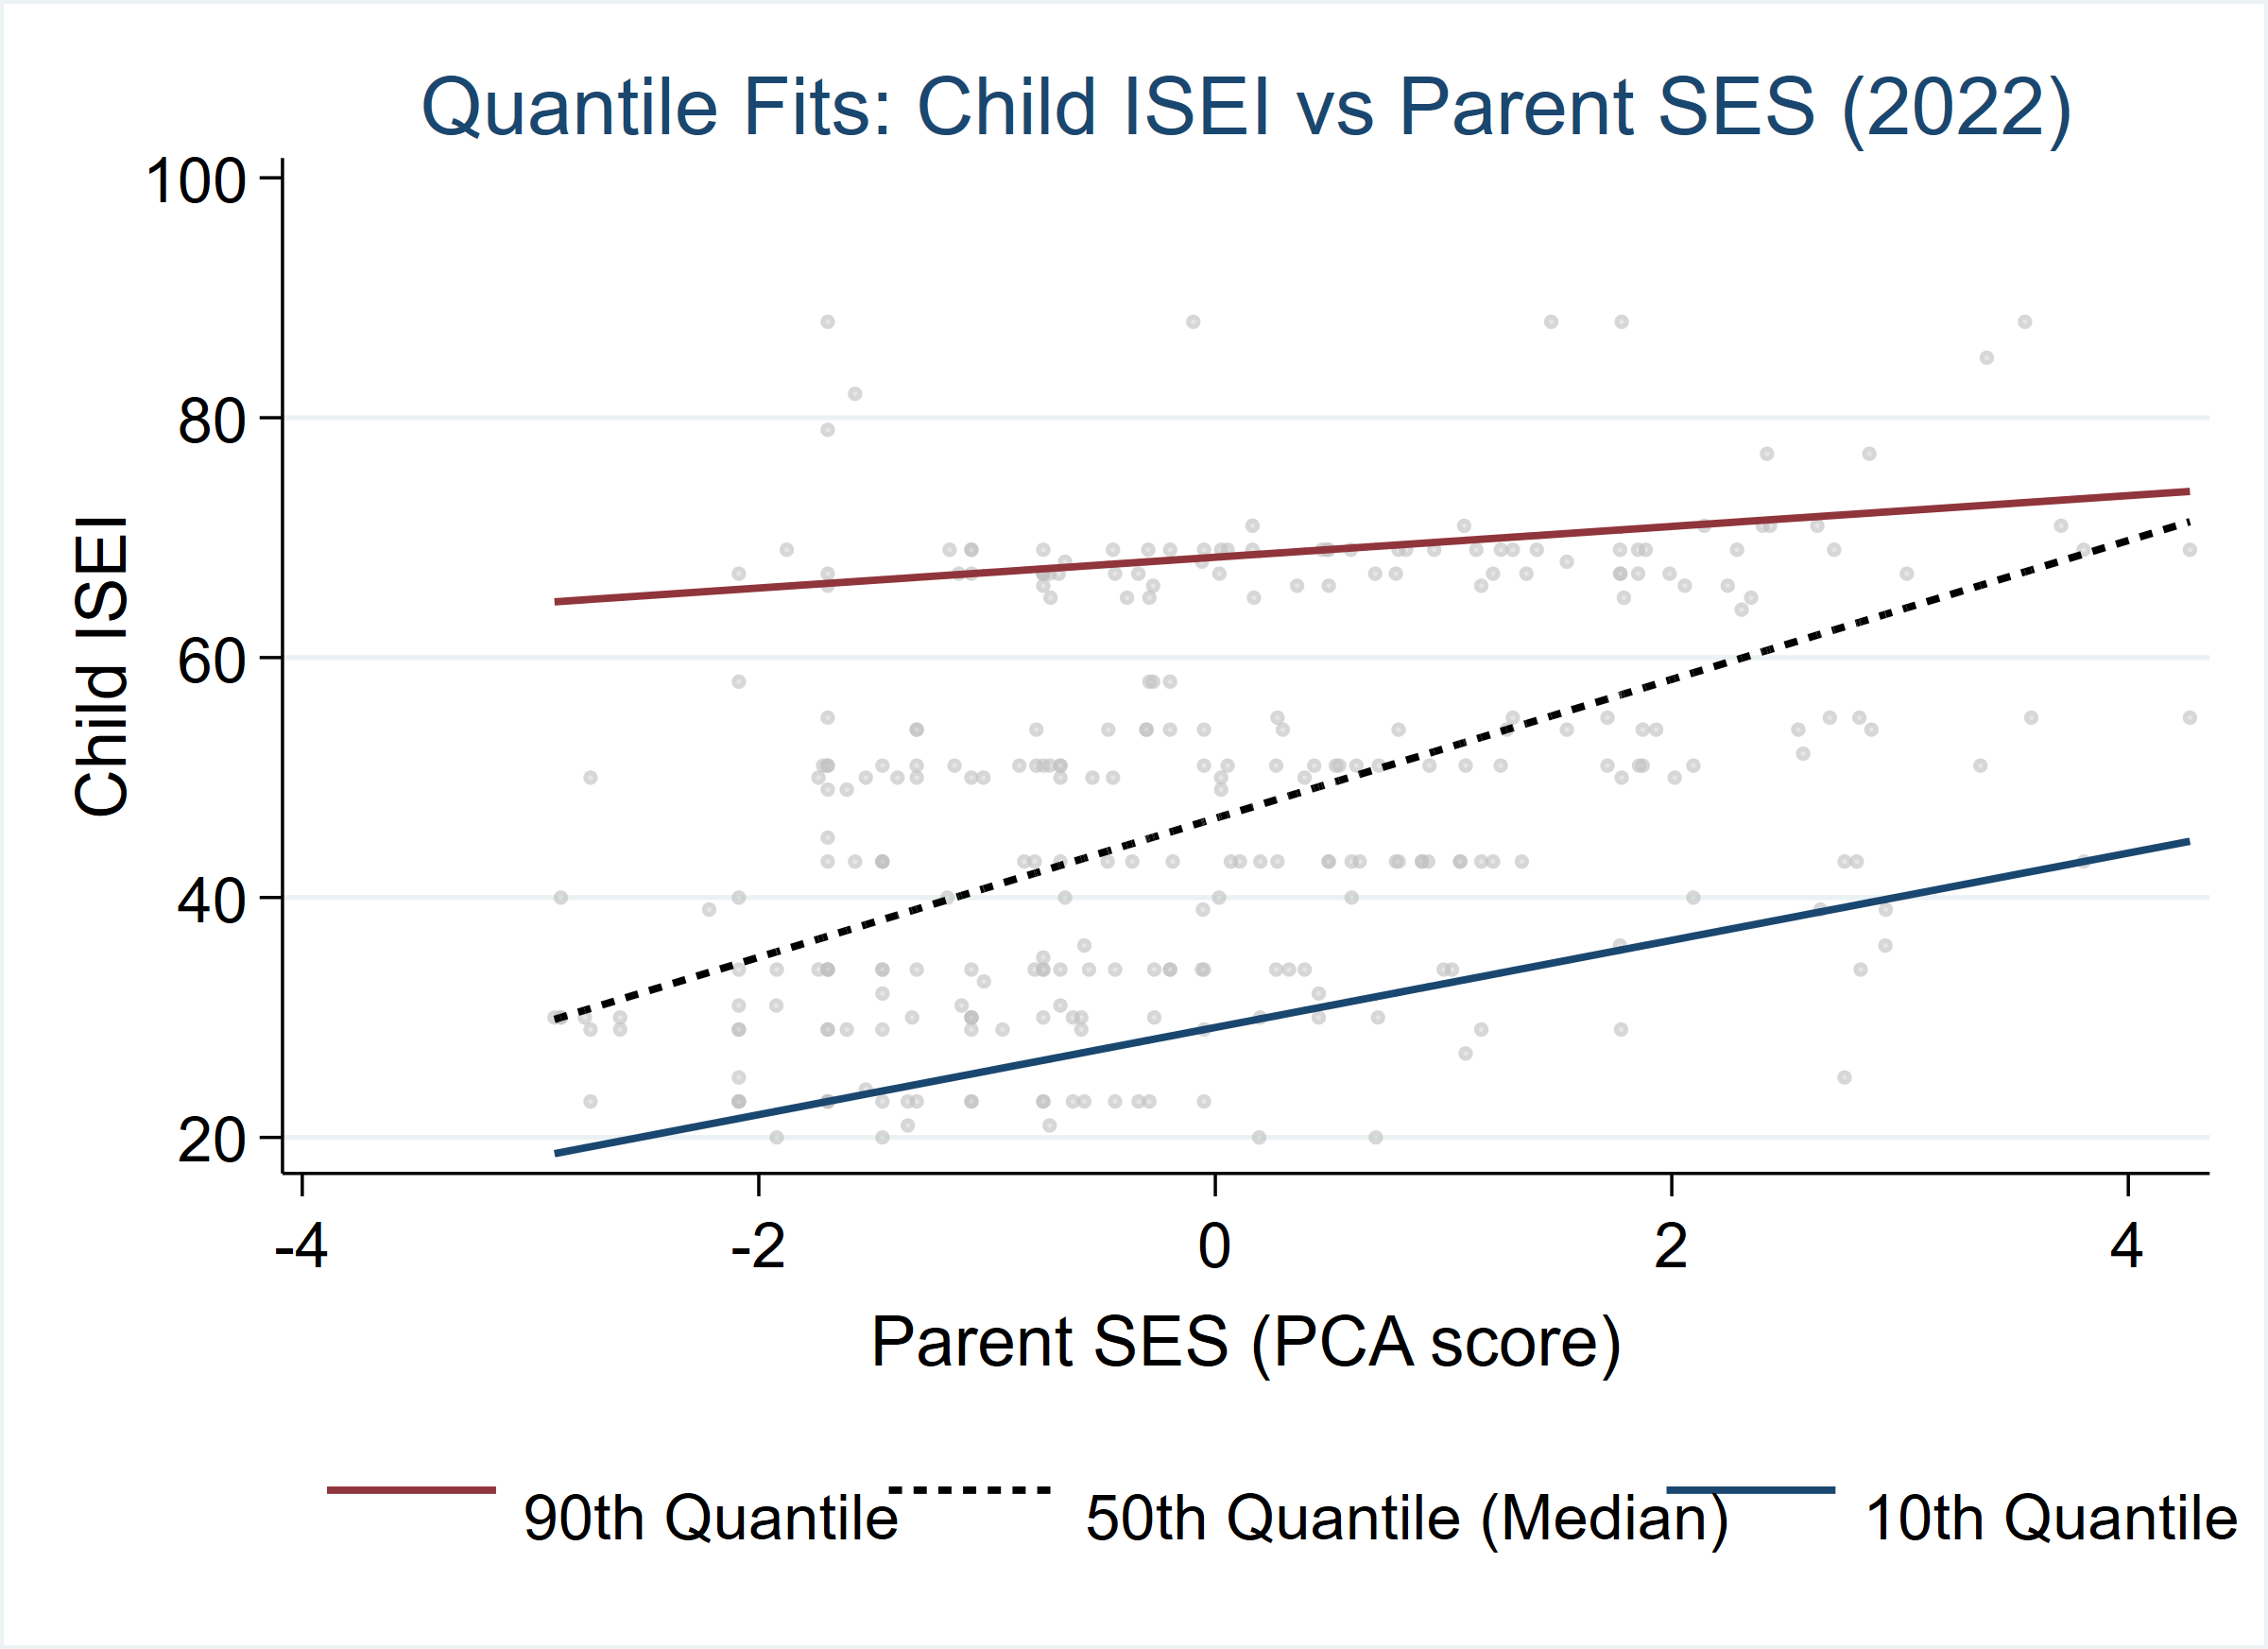 Quantile Fits: Child ISEI vs Parent SES (2022)
100
80
60
40
20
Child ISEI
-4 -2 0 2 4
Parent SES (PCA score)
90th Quantile 50th Quantile (Median) 10th Quantile